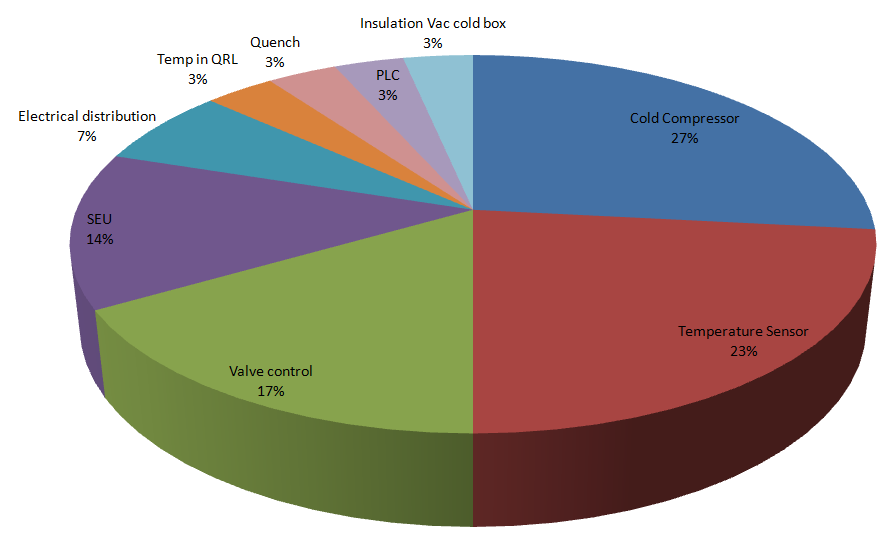 Insulation Vac cold box
3%
Quench
3%
Temp in QRL
3%
PLC
3%
Electrical distribution
7%
Cold Compressor
27%
SEU
14%
Temperature Sensor
23%
Valve control
17%